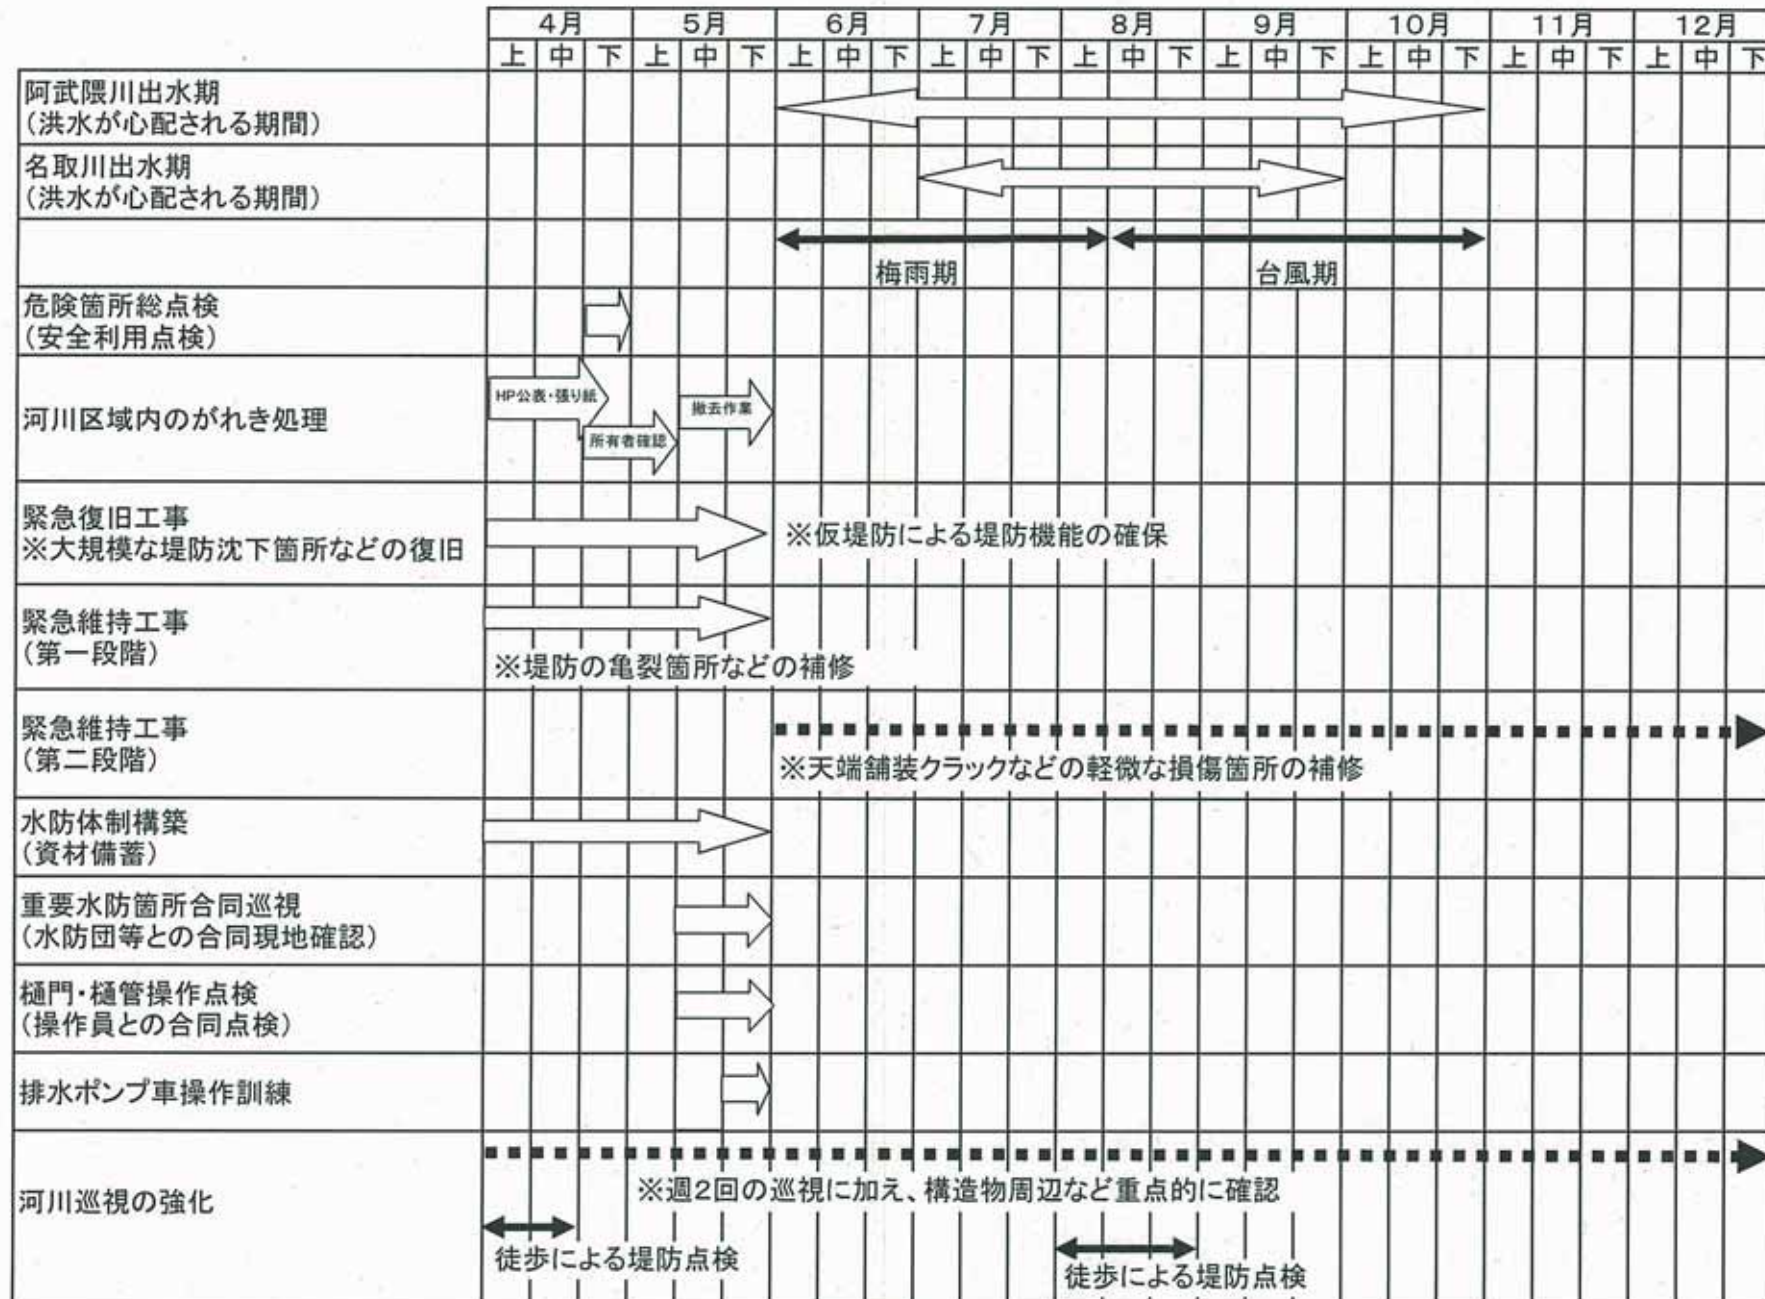 4月 5月 6月 7月 8月 9月 10月 11月 12月
上 中 下 上 中 下 上 中 下 上 中 下 上 中 下 上 中 下 上 中 下 上 中 下 上 中 下
阿武隈川出水期
(洪水が心配される期間)
名取川出水期
(洪水が心配される期間)
梅雨期 台風期
危険箇所総点検
(安全利用点検)
河川区域内のがれき処理
HP公表・張り紙
撤去作業
所有者確認
緊急復旧工事
※大規模な堤防沈下箇所などの復旧
※仮堤防による堤防機能の確保
緊急維持工事
(第一段階)
※堤防の亀裂箇所などの補修
緊急維持工事
(第二段階)
※天端舗装クラックなどの軽微な損傷箇所の補修
水防体制構築
(資材備蓄)
重要水防箇所合同巡視
(水防団等との合同現地確認)
樋門・樋管操作点検
(操作員との合同点検)
排水ポンプ車操作訓練
河川巡視の強化
※週2回の巡視に加え、構造物周辺など重点的に確認
徒歩による堤防点検
徒歩による堤防点検